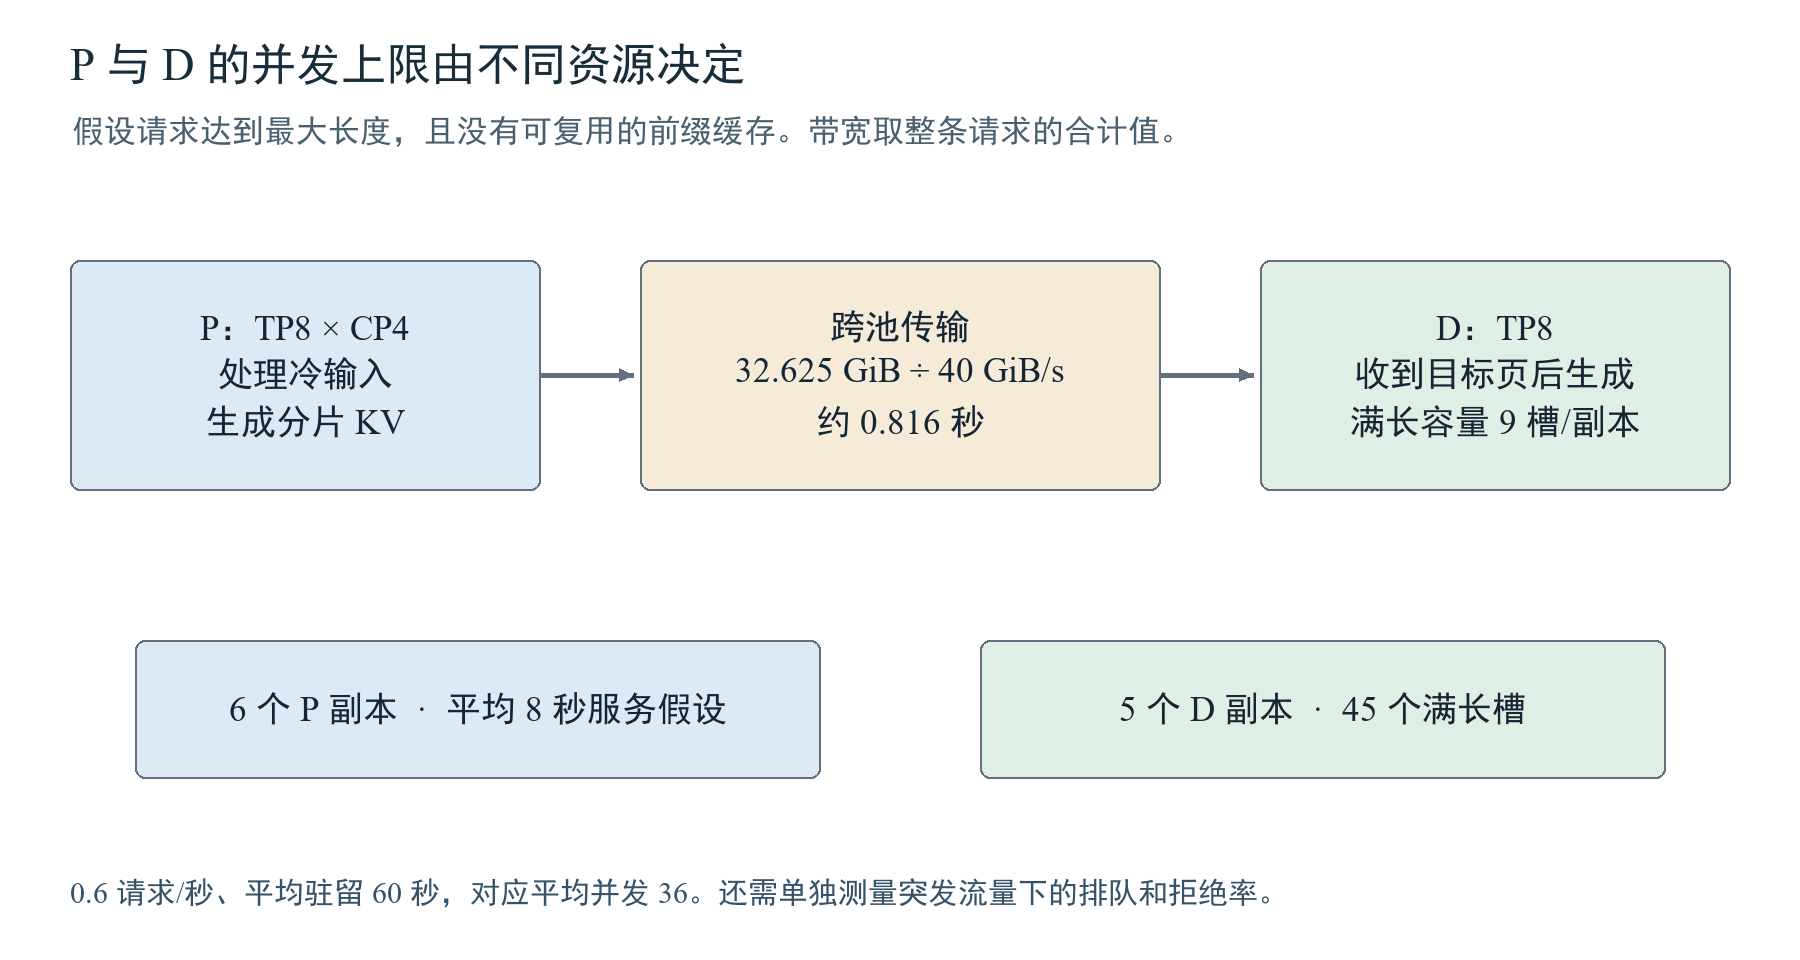 P 与 D 的并发上限由不同资源决定
假设请求达到最大长度，且没有可复用的前缀缓存。带宽取整条请求的合计值。
P：TP8 × CP4
处理冷输入
生成分片 KV
跨池传输
32.625 GiB ÷ 40 GiB/s
约 0.816 秒
D：TP8
收到目标页后生成
满长容量 9 槽/副本
6 个 P 副本 · 平均 8 秒服务假设
5 个 D 副本 · 45 个满长槽
0.6 请求/秒、平均驻留 60 秒，对应平均并发 36。还需单独测量突发流量下的排队和拒绝率。